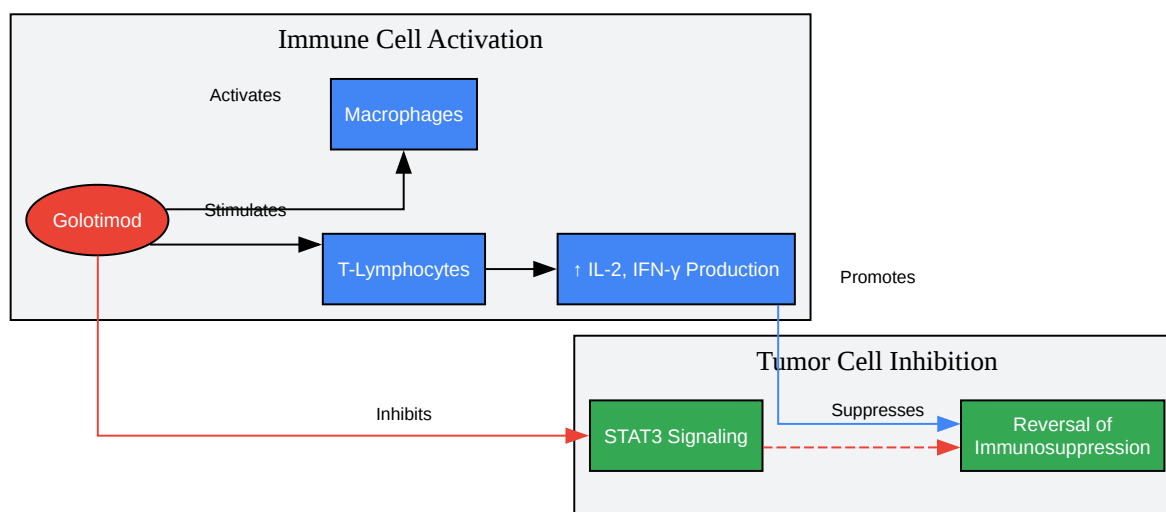 Immune Cell Activation
Activates
Macrophages
Stimulates
Golotimod
T-Lymphocytes
↑ IL-2, IFN-γ Production
Promotes
Tumor Cell Inhibition
Inhibits
Suppresses
STAT3 Signaling
Reversal of
Immunosuppression